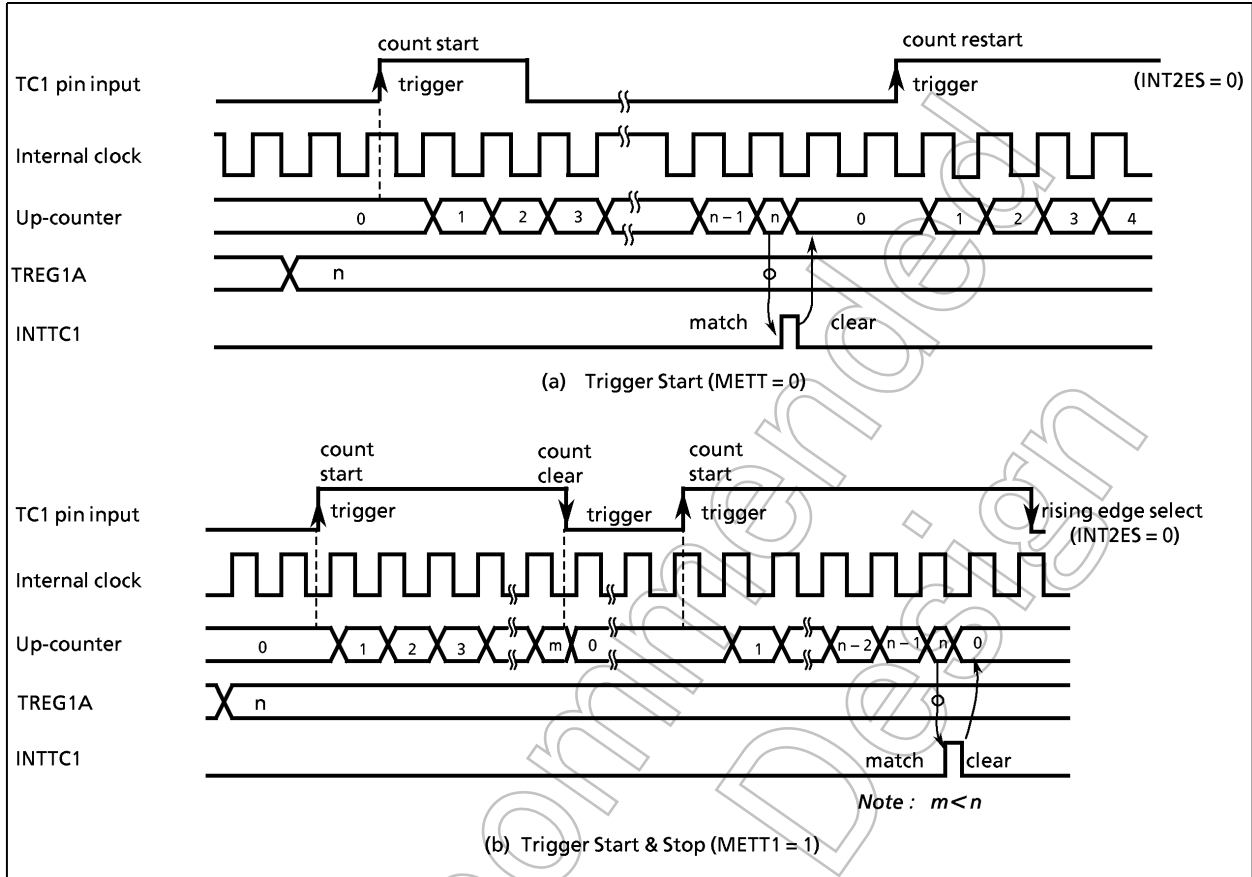 count start
count restart
TC1 pin input
trigger
trigger
(INT2ES = 0)
Internal clock
Up-counter
0
1
2
3
n – 1
n
0
1
2
3
4
TREG1A
n
INTTC1
match
clear
(a) Trigger Start (METT = 0)
count start
count clear
count start
TC1 pin input
trigger
trigger
trigger
rising edge select
(INT2ES = 0)
Internal clock
Up-counter
0
1
2
3
m
0
1
n – 2
n – 1
n
0
TREG1A
n
INTTC1
match
clear
Note : m < n
(b) Trigger Start & Stop (METT1 = 1)
ommended
Design